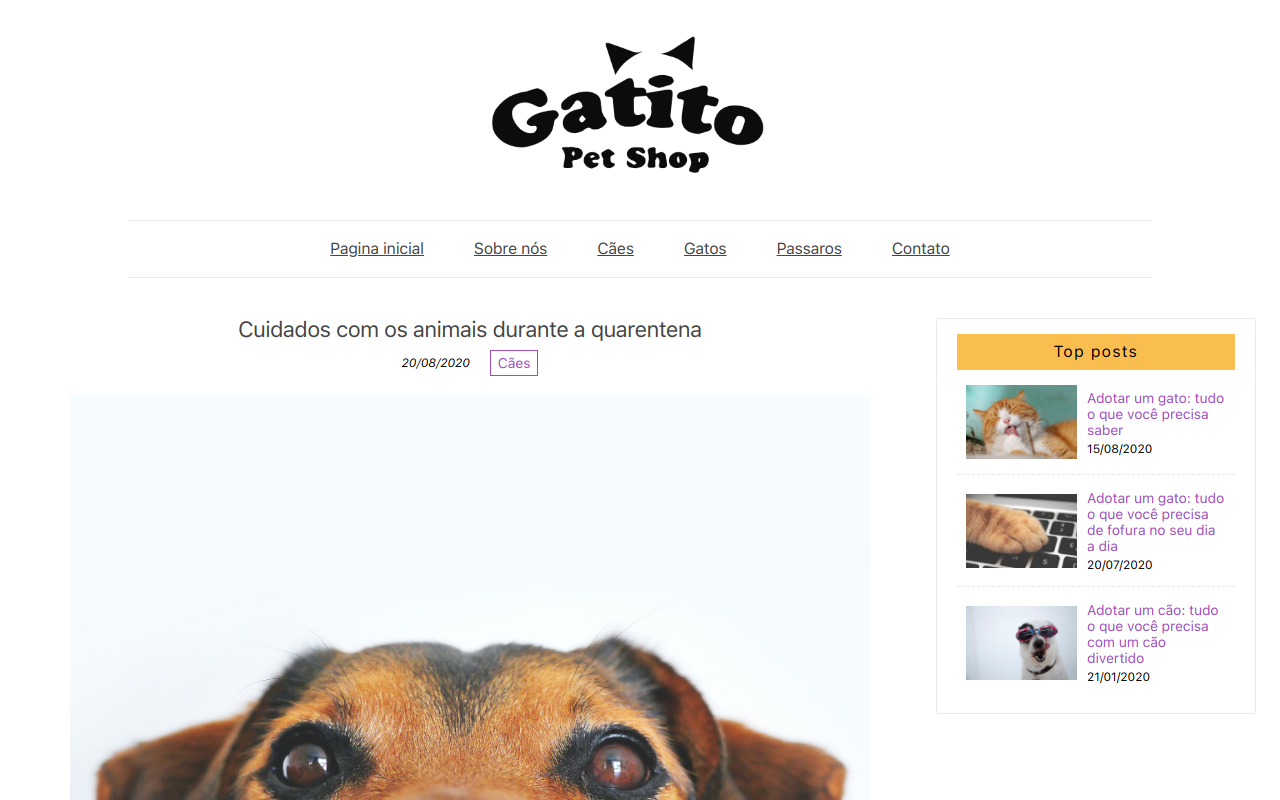 Gatito
Pet Shop
Pagina inicial Sobre nós Cães Gatos Passaros Contato
Cuidados com os animais durante a quarentena
20/08/2020 Cães
Top posts
Adotar um gato: tudo
o que você precisa
saber
15/08/2020
Adotar um gato: tudo
o que você precisa
de fofura no seu dia
a dia
20/07/2020
Adotar um cão: tudo
o que você precisa
com um cão
divertido
21/01/2020